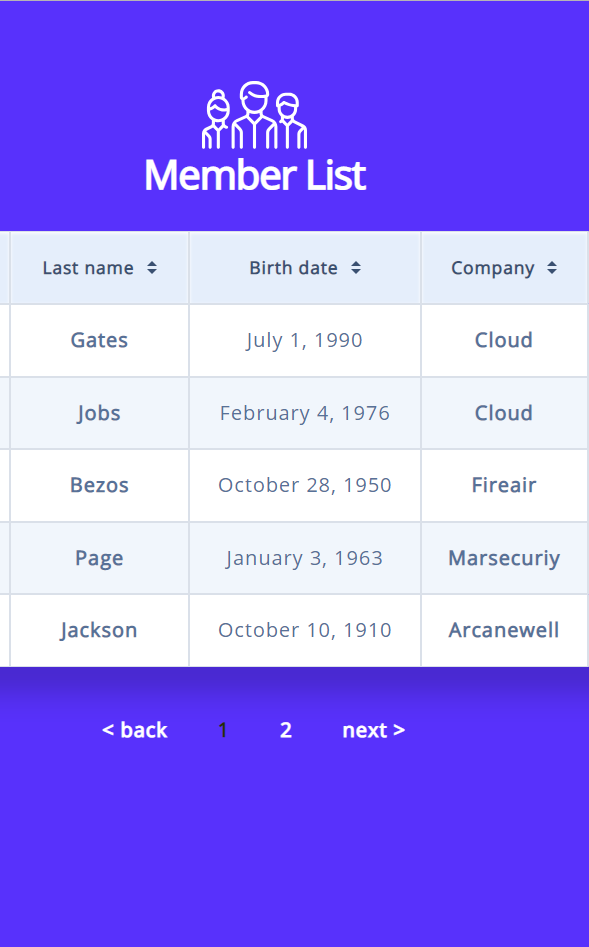 Member List
Last name Birth date Company
Gates July 1, 1990 Cloud
Jobs February 4, 1976 Cloud
Bezos October 28, 1950 Fireair
Page January 3, 1963 Marsecuriy
Jackson October 10, 1910 Arcanewell
< back 1 2 next >